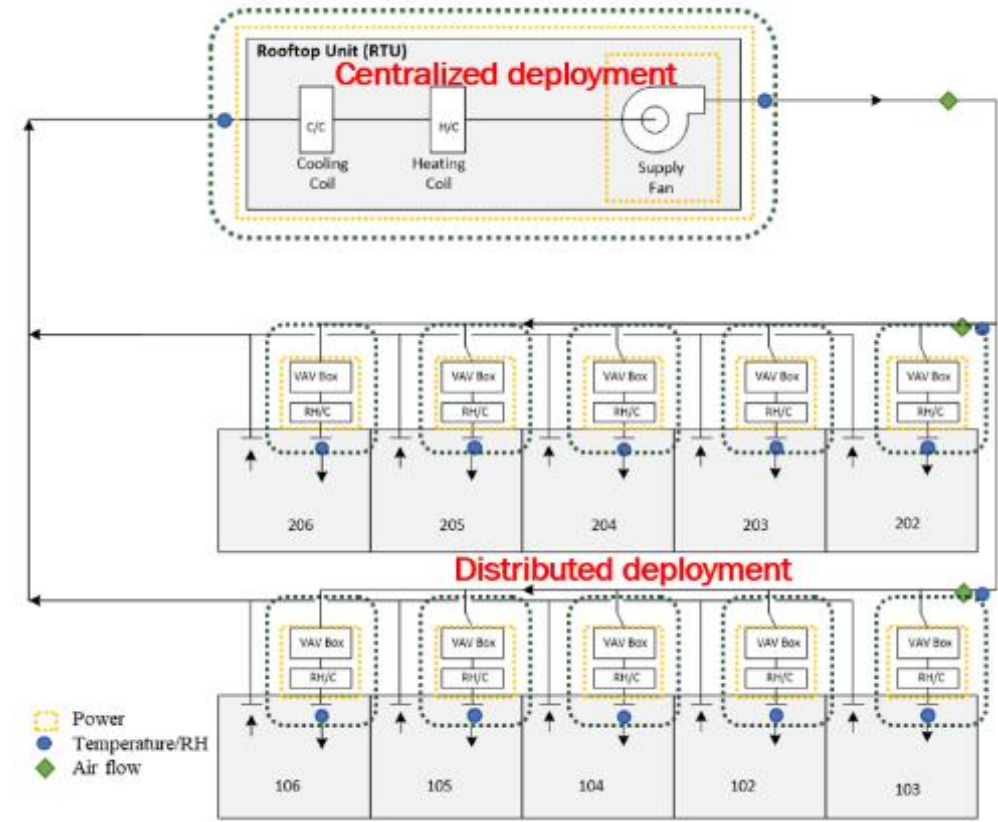 Rooftop Unit (RTU)
Centralized deployment
C/C
H/C
Cooling
Coil
Heating
Coil
Supply
Fan
VAV Box
VAV Box
VAV Box
VAV Box
VAV Box
RH/C
RH/C
RH/C
RH/C
RH/C
206
205
204
203
202
Distributed deployment
VAV Box
VAV Box
VAV Box
VAV Box
VAV Box
RH/C
RH/C
RH/C
RH/C
RH/C
106
105
104
102
103
Power
Temperature/RH
Air flow